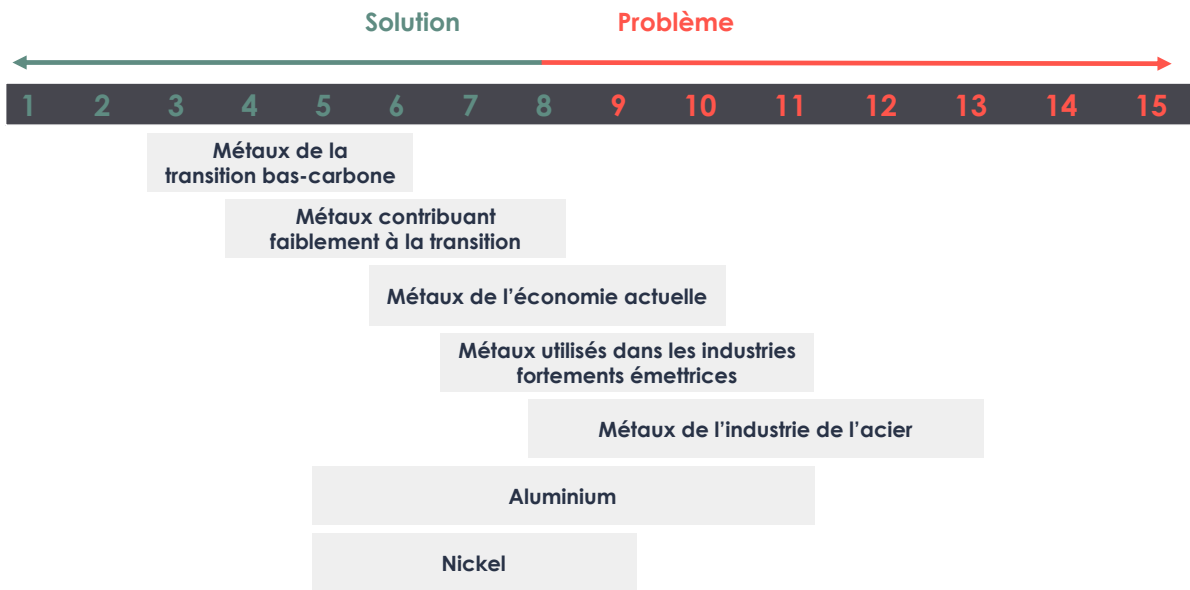 Solution Problème
1 2 3 4 5 6 7 8 9 10 11 12 13 14 15
Métaux de la
transition bas-carbone
Métaux contribuant
faiblement à la transition
Métaux de l’économie actuelle
Métaux utilisés dans les industries
fortements émettrices
Métaux de l’industrie de l’acier
Aluminium
Nickel